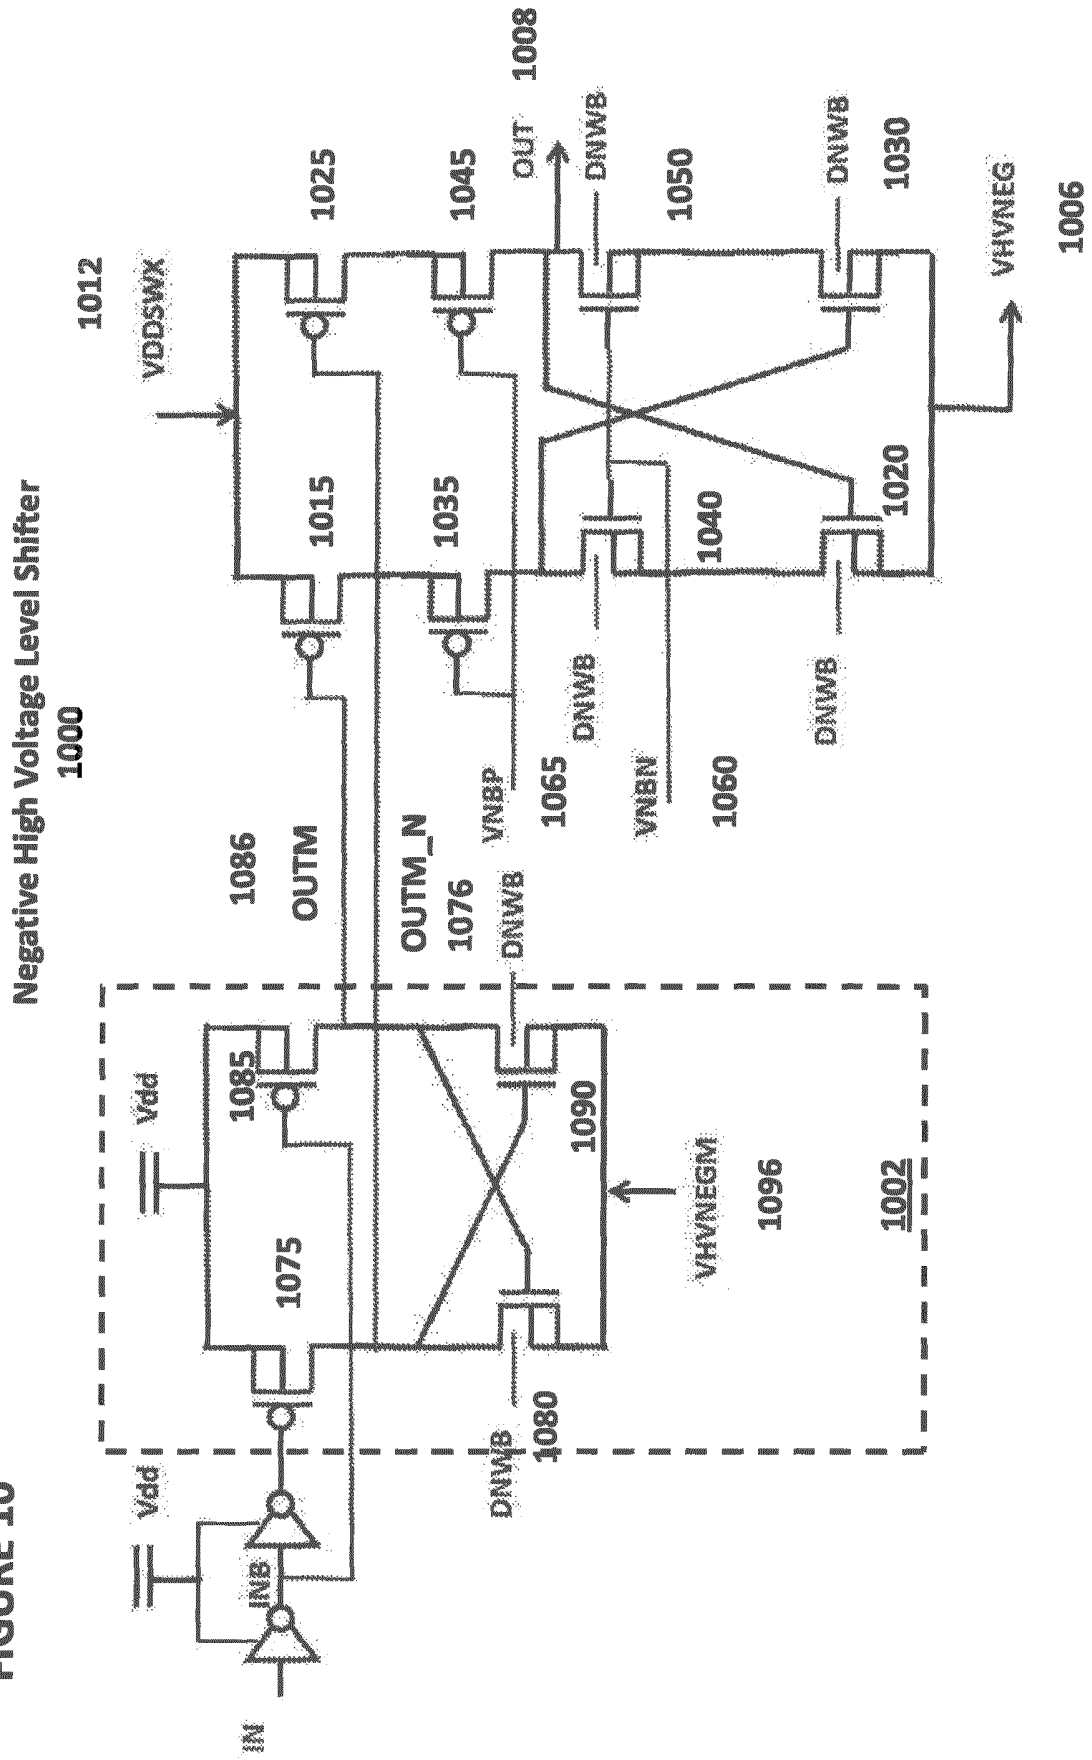 FIGURE 10
Negative High Voltage Level Shifter
1000
IN
INB
Vdd
Vdd
1075
1085
DNWB
1080
1090
DNWB
VHVNEGM
1096
1002
1086
OUTM
OUTM_N
1076
VNBP
1065
VNBN
1060
1012
VDDSWX
1015
1025
1035
1045
OUT
1008
DNWB
1040
DNWB
1050
DNWB
1020
DNWB
1030
VHVNEG
1006